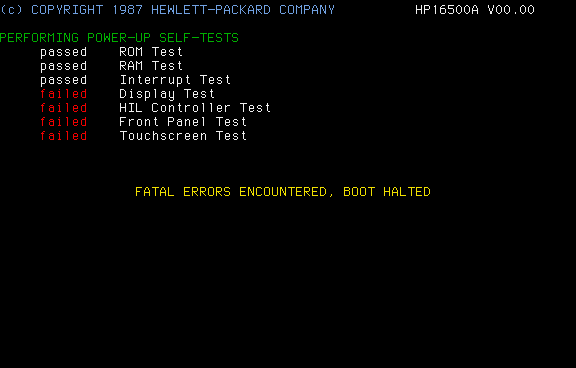 (c) COPYRIGHT 1987 HEWLETT-PACKARD COMPANY HP16500A V00.00
PERFORMING POWER-UP SELF-TESTS
passed ROM Test
passed RAM Test
passed Interrupt Test
failed Display Test
failed HIL Controller Test
failed Front Panel Test
failed Touchscreen Test
FATAL ERRORS ENCOUNTERED, BOOT HALTED